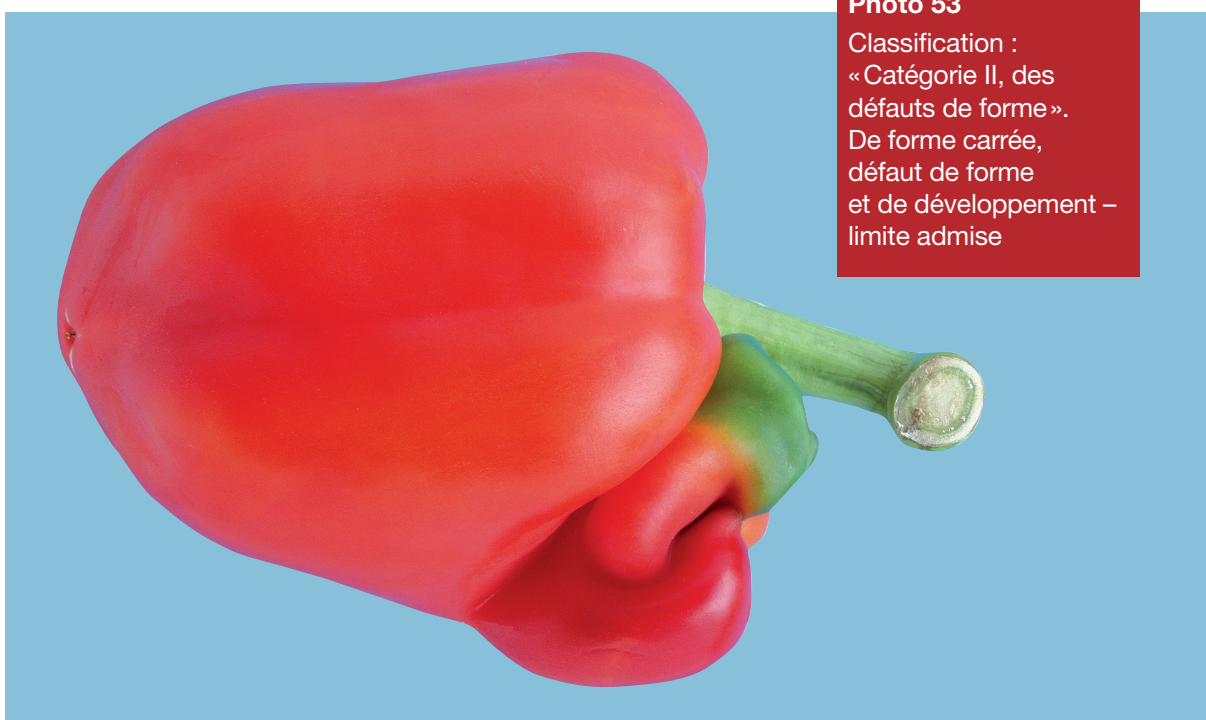 Photo 53
Classification :
«Catégorie II, des
défauts de forme».
De forme carrée,
défaut de forme
et de développement –
limite admise